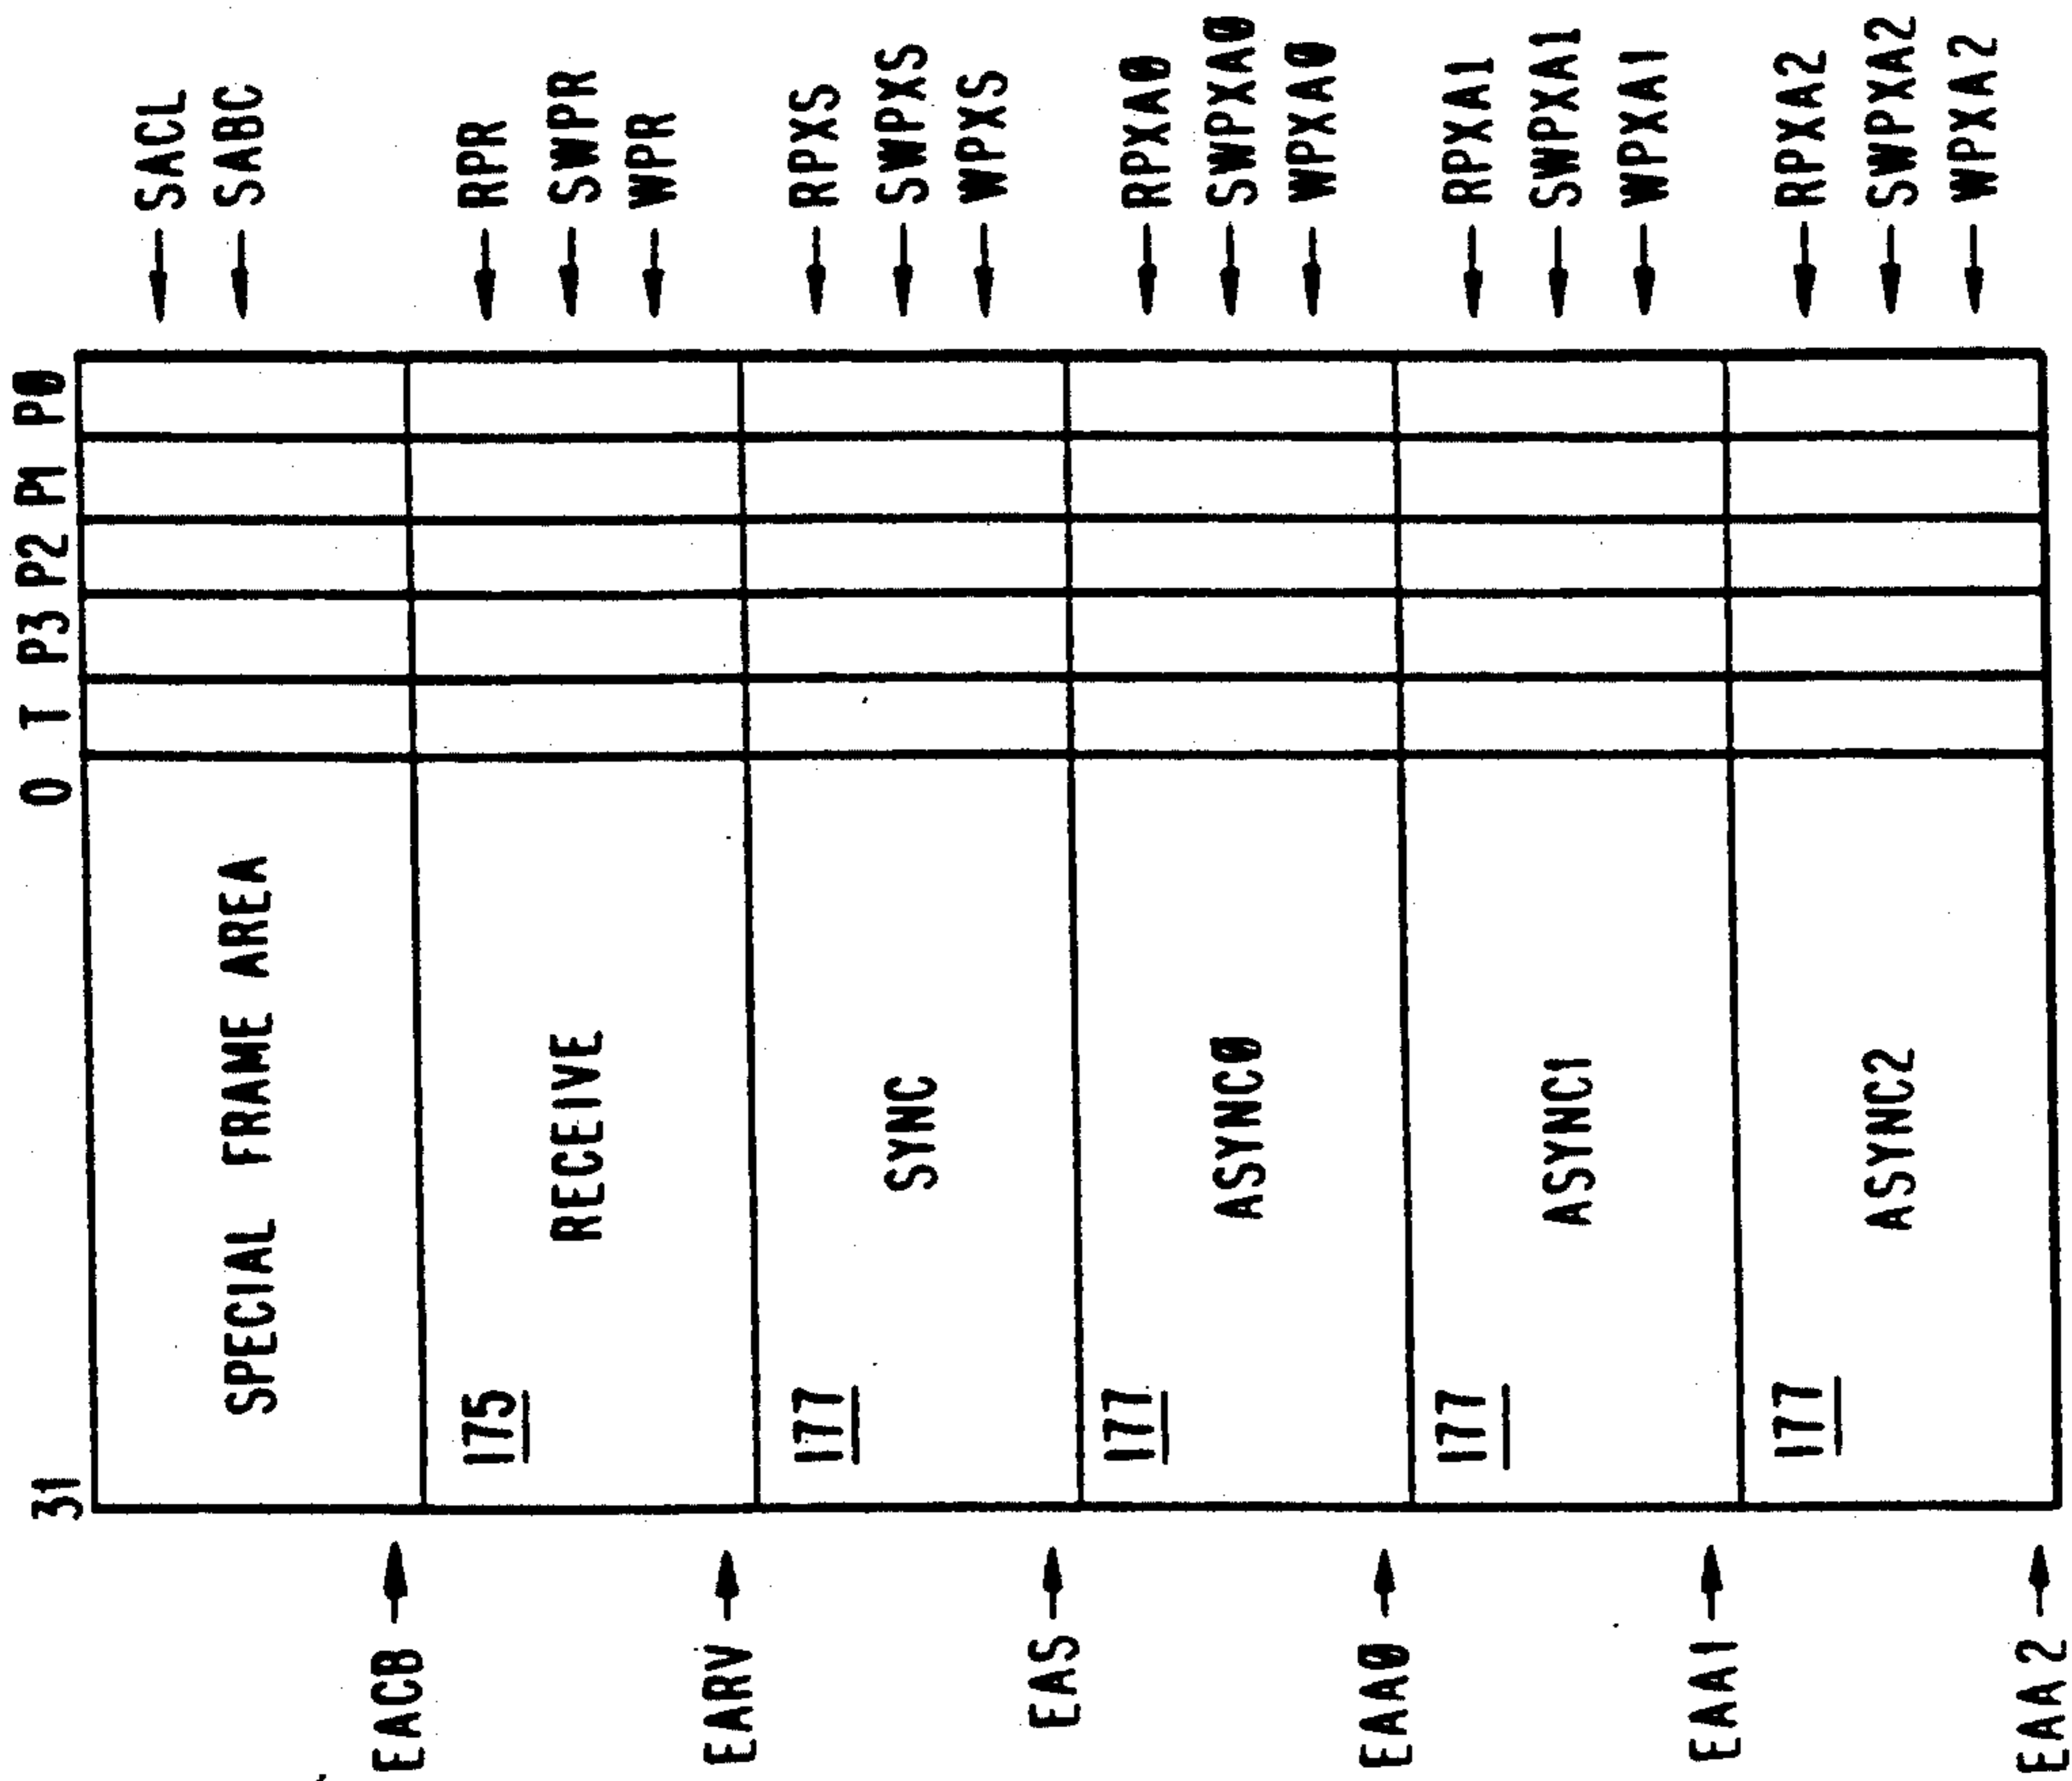 31 0 T P3 P2 P1 P0
SPECIAL FRAME AREA
SACL
SABC
EACB
175
RECEIVE
RPR
SWPR
WPR
EARV
177
SYNC
RPXS
SWPXS
WPXS
EAS
177
ASYNC0
RPXA0
SWPXA0
WPXA0
EAA0
177
ASYNC1
RPXA1
SWPXA1
WPXA1
EAA1
177
ASYNC2
RPXA2
SWPXA2
WPXA2
EAA2